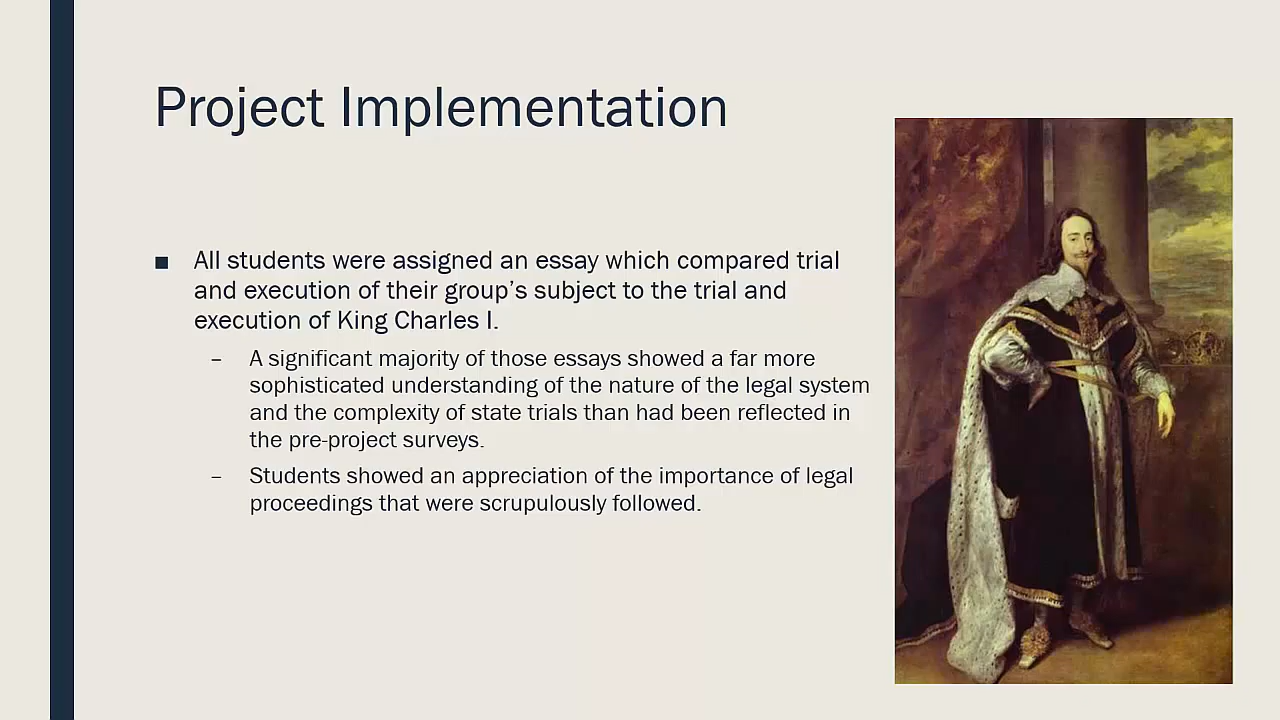 Project Implementation
■ All students were assigned an essay which compared trial
and execution of their group’s subject to the trial and
execution of King Charles I.
– A significant majority of those essays showed a far more
sophisticated understanding of the nature of the legal system
and the complexity of state trials than had been reflected in
the pre-project surveys.
– Students showed an appreciation of the importance of legal
proceedings that were scrupulously followed.